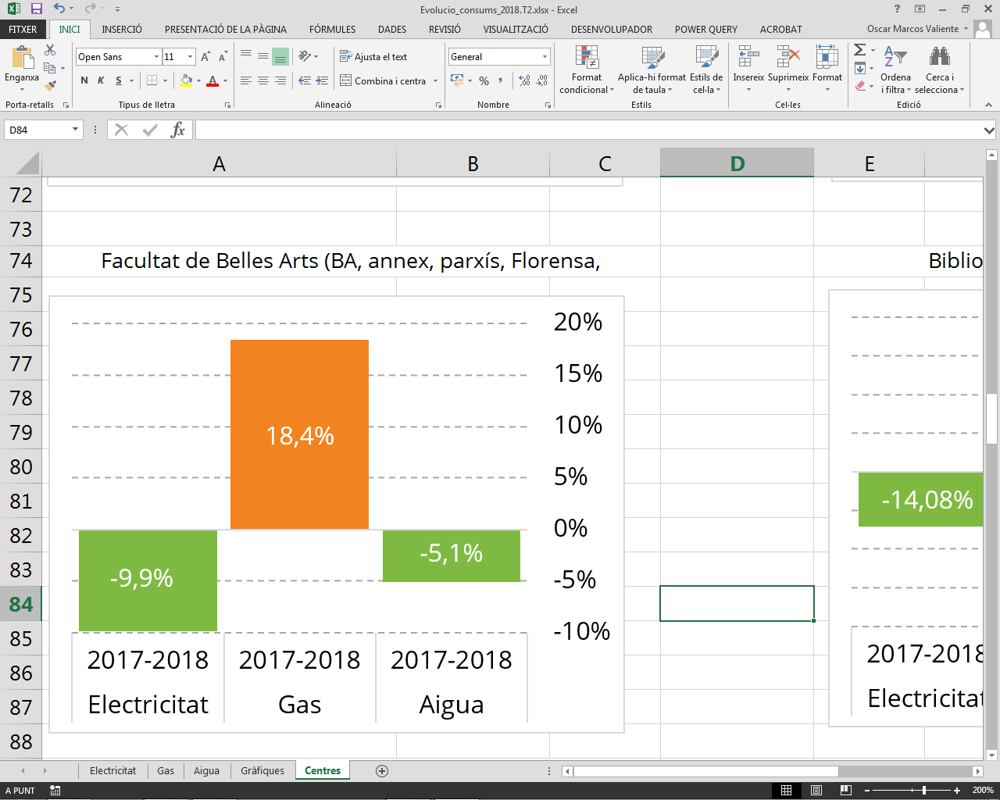 Evolucio_consums_2018.T2.xlsx - Excel
FITXER INICI INSERCIÓ PRESENTACIÓ DE LA PÀGINA FÓRMULES DADES REVISIÓ VISUALITZACIÓ DESENVOLUPADOR POWER QUERY ACROBAT Oscar Marcos Valiente
Enganxa
Porta-retalls
Open Sans 11
N K S
Tipus de lletra
Ajusta el text
Combina i centra
Alineació
General
% ,
Nombre
Format condicional
Aplica-hi format de taula
Estils de cel·la
Estils
Insereix Suprimeix Format
Cel·les
Ordena i filtra
Cerca i selecciona
Edició
D84
fx
A B C D E
72
73
74 Facultat de Belles Arts (BA, annex, parxís, Florensa, Biblio
75
76
77
78
79
80
81
82
83
84
85
86
87
88
20%
15%
10%
5%
0%
-5%
-10%
18,4%
-9,9%
-5,1%
-14,08%
2017-2018 2017-2018 2017-2018 2017-2018
Electricitat Gas Aigua Electricitat
Electricitat Gas Aigua Gràfiques Centres
A PUNT 200%